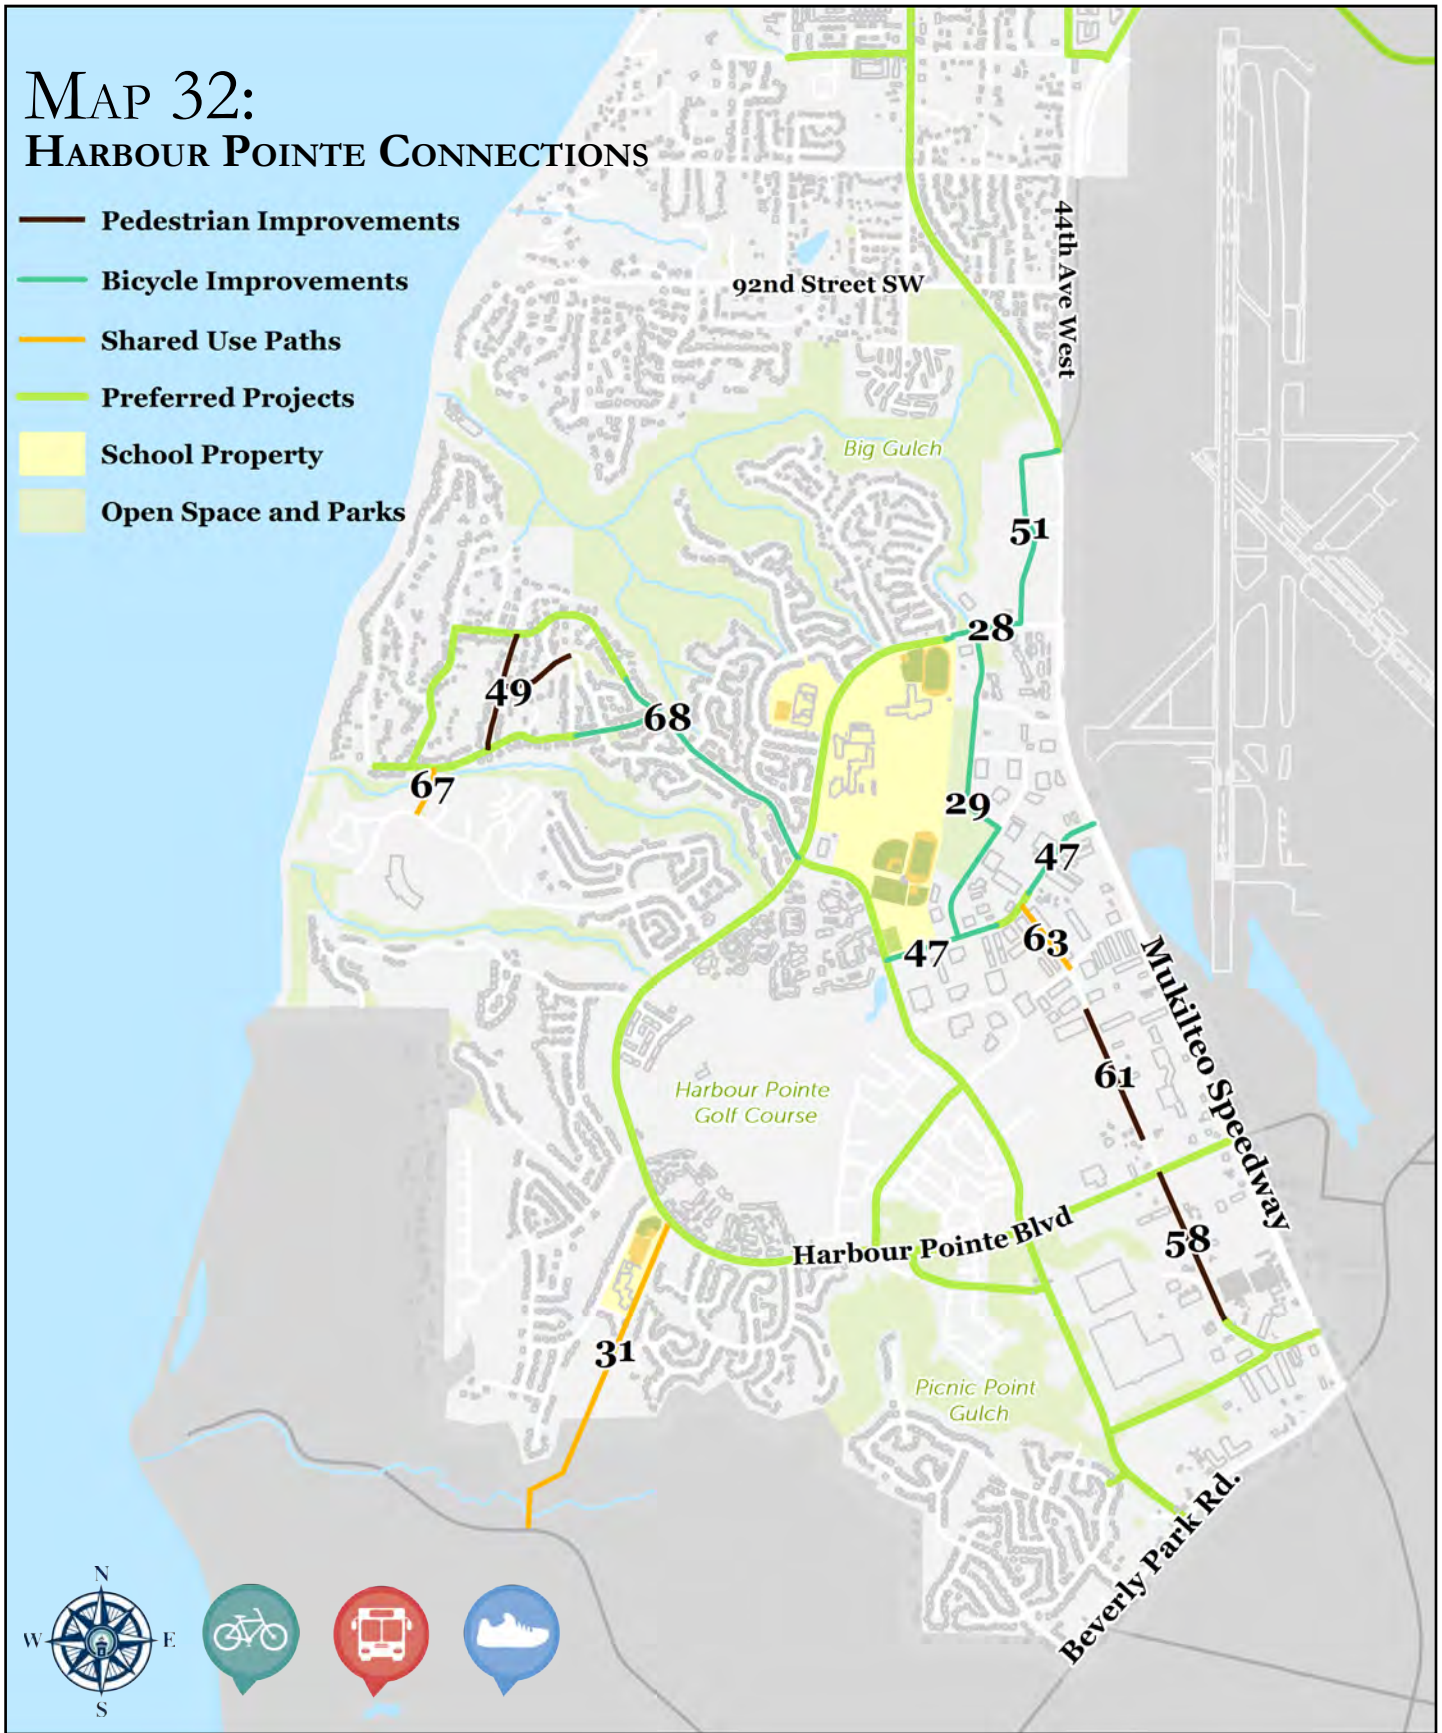 MAP 32:
HARBOUR POINTE CONNECTIONS
Pedestrian Improvements
Bicycle Improvements
Shared Use Paths
Preferred Projects
School Property
Open Space and Parks
44th Ave West
92nd Street SW
Big Gulch
51
28
49
68
67
29
47
63
47
Mukilteo Speedway
61
Harbour Pointe
Golf Course
Harbour Pointe Blvd
58
31
Picnic Point
Gulch
Beverly Park Rd.
N
W
E
S